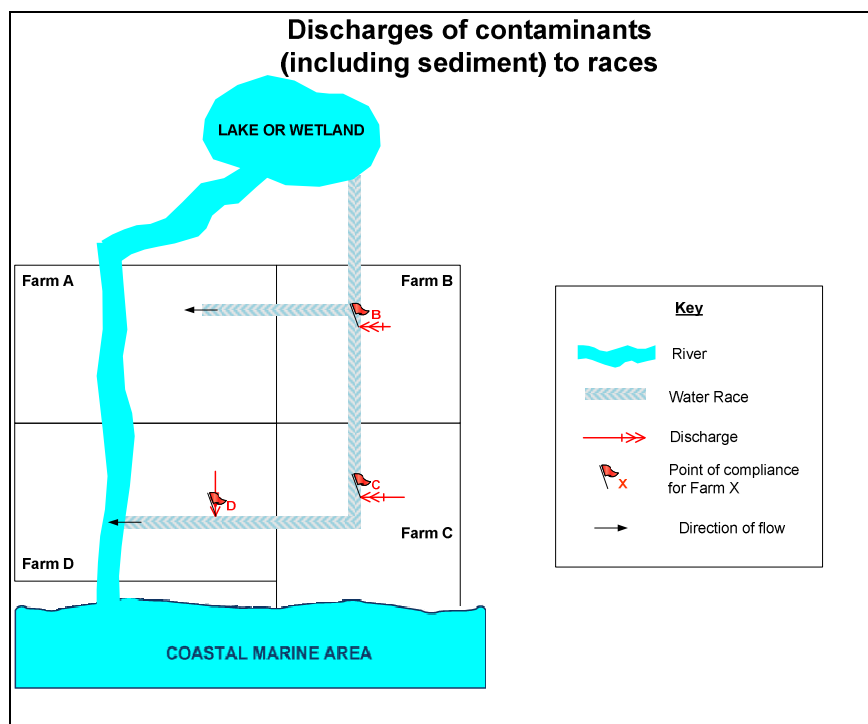 Discharges of contaminants
(including sediment) to races
LAKE OR WETLAND
Farm A
Farm B
B
C
D
Farm C
Farm D
COASTAL MARINE AREA
Key
River
Water Race
Discharge
X
Point of compliance
for Farm X
Direction of flow